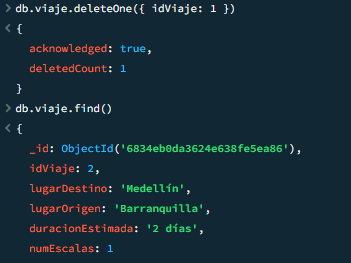 > db.viaje.deleteOne({ idViaje: 1 })
< {
acknowledged: true,
deletedCount: 1
}
> db.viaje.find()
< {
_id: ObjectId('6834eb0da3624e638fe5ea86'),
idViaje: 2,
lugarDestino: 'Medellín',
lugarOrigen: 'Barranquilla',
duracionEstimada: '2 días',
numEscalas: 1